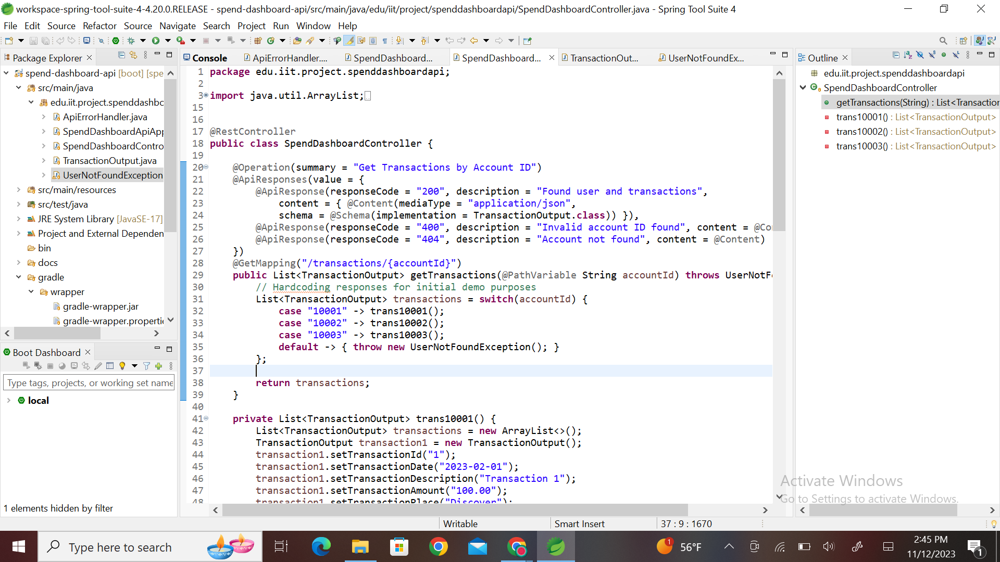 workspace-spring-tool-suite-4-4.20.0.RELEASE - spend-dashboard-api/src/main/java/edu/iit/project/spenddashboardapi/SpendDashboardController.java - Spring Tool Suite 4
File Edit Source Refactor Source Navigate Search Project Run Window Help
Package Explorer
spend-dashboard-api [boot] [spe
src/main/java
edu.iit.project.spenddashbo
ApiErrorHandler.java
SpendDashboardApiApp
SpendDashboardContro
TransactionOutput.java
UserNotFoundException
src/main/resources
src/test/java
JRE System Library [JavaSE-17]
Project and External Dependen
bin
docs
gradle
wrapper
gradle-wrapper.jar
gradle-wrapper.properti
Boot Dashboard
Type tags, projects, or working set name
local
1 elements hidden by filter
Console ApiErrorHandler.... SpendDashboard... SpendDashboard... TransactionOut... UserNotFoundEx...
1 package edu.iit.project.spenddashboardapi;
2
3 import java.util.ArrayList;
15
16
17 @RestController
18 public class SpendDashboardController {
19
20 @Operation(summary = "Get Transactions by Account ID")
21 @ApiResponses(value = {
22 @ApiResponse(responseCode = "200", description = "Found user and transactions",
23 content = { @Content(mediaType = "application/json",
24 schema = @Schema(implementation = TransactionOutput.class)) }),
25 @ApiResponse(responseCode = "400", description = "Invalid account ID found", content = @Co
26 @ApiResponse(responseCode = "404", description = "Account not found", content = @Content)
27 })
28 @GetMapping("/transactions/{accountId}")
29 public List<TransactionOutput> getTransactions(@PathVariable String accountId) throws UserNotF
30 // Hardcoding responses for initial demo purposes
31 List<TransactionOutput> transactions = switch(accountId) {
32 case "10001" -> trans10001();
33 case "10002" -> trans10002();
34 case "10003" -> trans10003();
35 default -> { throw new UserNotFoundException(); }
36 };
37
38 return transactions;
39 }
40
41 private List<TransactionOutput> trans10001() {
42 List<TransactionOutput> transactions = new ArrayList<>();
43 TransactionOutput transaction1 = new TransactionOutput();
44 transaction1.setTransactionId("1");
45 transaction1.setTransactionDate("2023-02-01");
46 transaction1.setTransactionDescription("Transaction 1");
47 transaction1.setTransactionAmount("100.00");
48 transaction1.setTransactionPlace("Discover");
Outline
edu.iit.project.spenddashboardapi
SpendDashboardController
getTransactions(String) : List<Transaction
trans10001() : List<TransactionOutput>
trans10002() : List<TransactionOutput>
trans10003() : List<TransactionOutput>
Activate Windows
Go to Settings to activate Windows.
Writable Smart Insert 37 : 9 : 1670
Type here to search
1
56°F
2:45 PM
11/12/2023
1